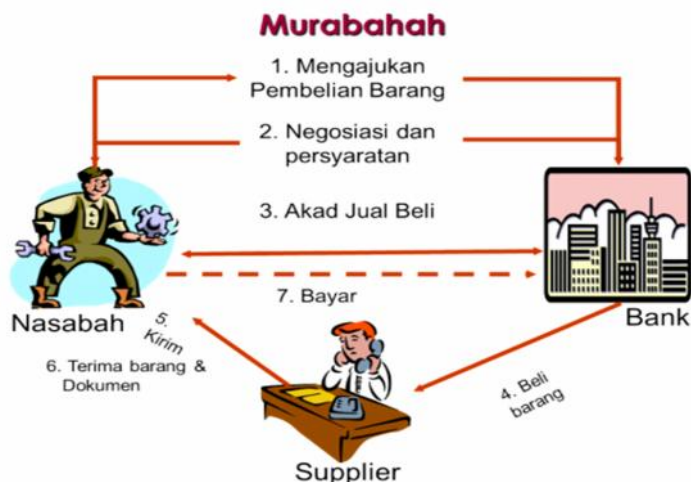 Murabahah
1. Mengajukan
Pembelian Barang
2. Negosiasi dan
persyaratan
3. Akad Jual Beli
7. Bayar
Nasabah
Bank
5.
Kirim
6. Terima barang &
Dokumen
4. Beli
barang
Supplier